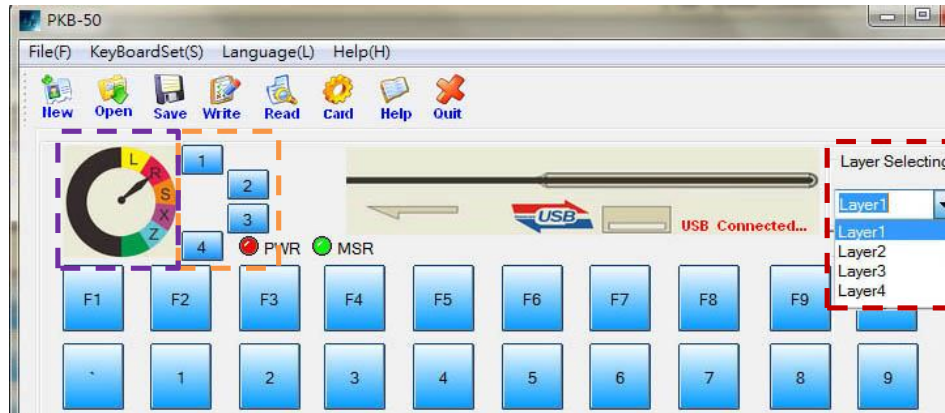 PKB-50
File(F) KeyBoardSet(S) Language(L) Help(H)
New Open Save Write Read Card Help Quit
L
R
S
X
Z
1
2
3
4
PWR MSR
USB
USB Connected...
Layer Selecting
Layer1
Layer1
Layer2
Layer3
Layer4
F1 F2 F3 F4 F5 F6 F7 F8 F9
` 1 2 3 4 5 6 7 8 9